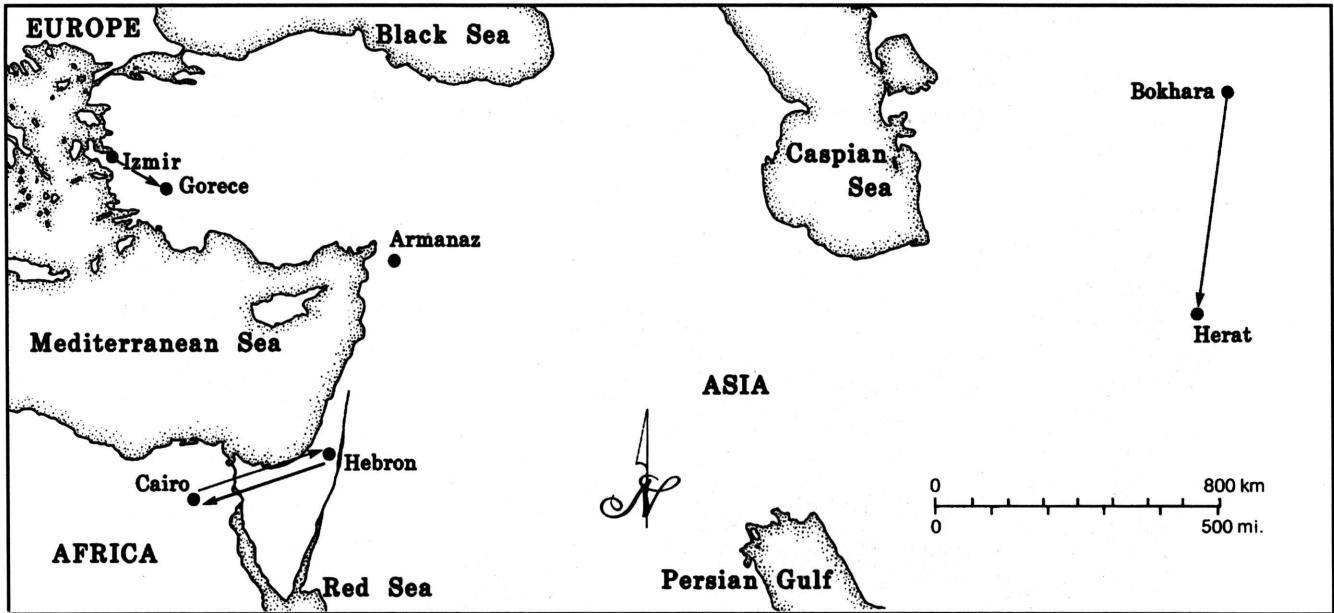 EUROPE
Black Sea
Bokhara
Izmir
Caspian
Sea
Gorece
Armanaz
Mediterranean Sea
Herat
ASIA
Hebron
Cairo
N
0 800 km
0 500 mi.
AFRICA
Red Sea
Persian Gulf